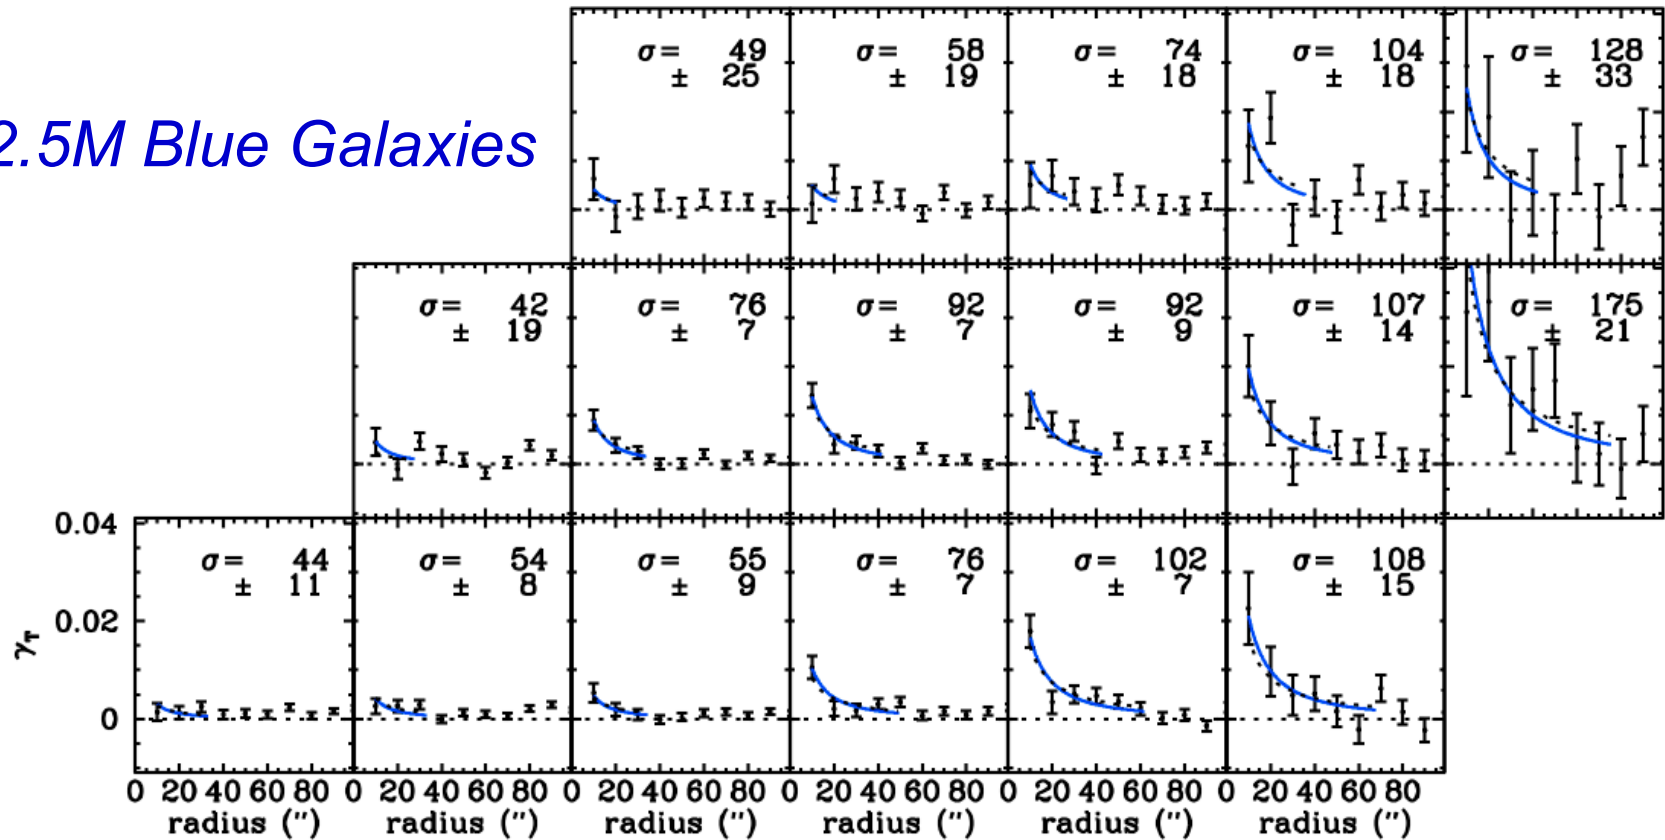 σ= 49 σ= 58 σ= 74 σ= 104 σ= 128
± 25 ± 19 ± 18 ± 18 ± 33
2.5M Blue Galaxies
σ= 42 σ= 76 σ= 92 σ= 92 σ= 107 σ= 175
± 19 ± 7 ± 7 ± 9 ± 14 ± 21
0.04
σ= 44 σ= 54 σ= 55 σ= 76 σ= 102 σ= 108
± 11 ± 8 ± 9 ± 7 ± 7 ± 15
0.02
γT
0
0 20 40 60 80 0 20 40 60 80 0 20 40 60 80 0 20 40 60 80 0 20 40 60 80 0 20 40 60 80
radius (") radius (") radius (") radius (") radius (") radius (")